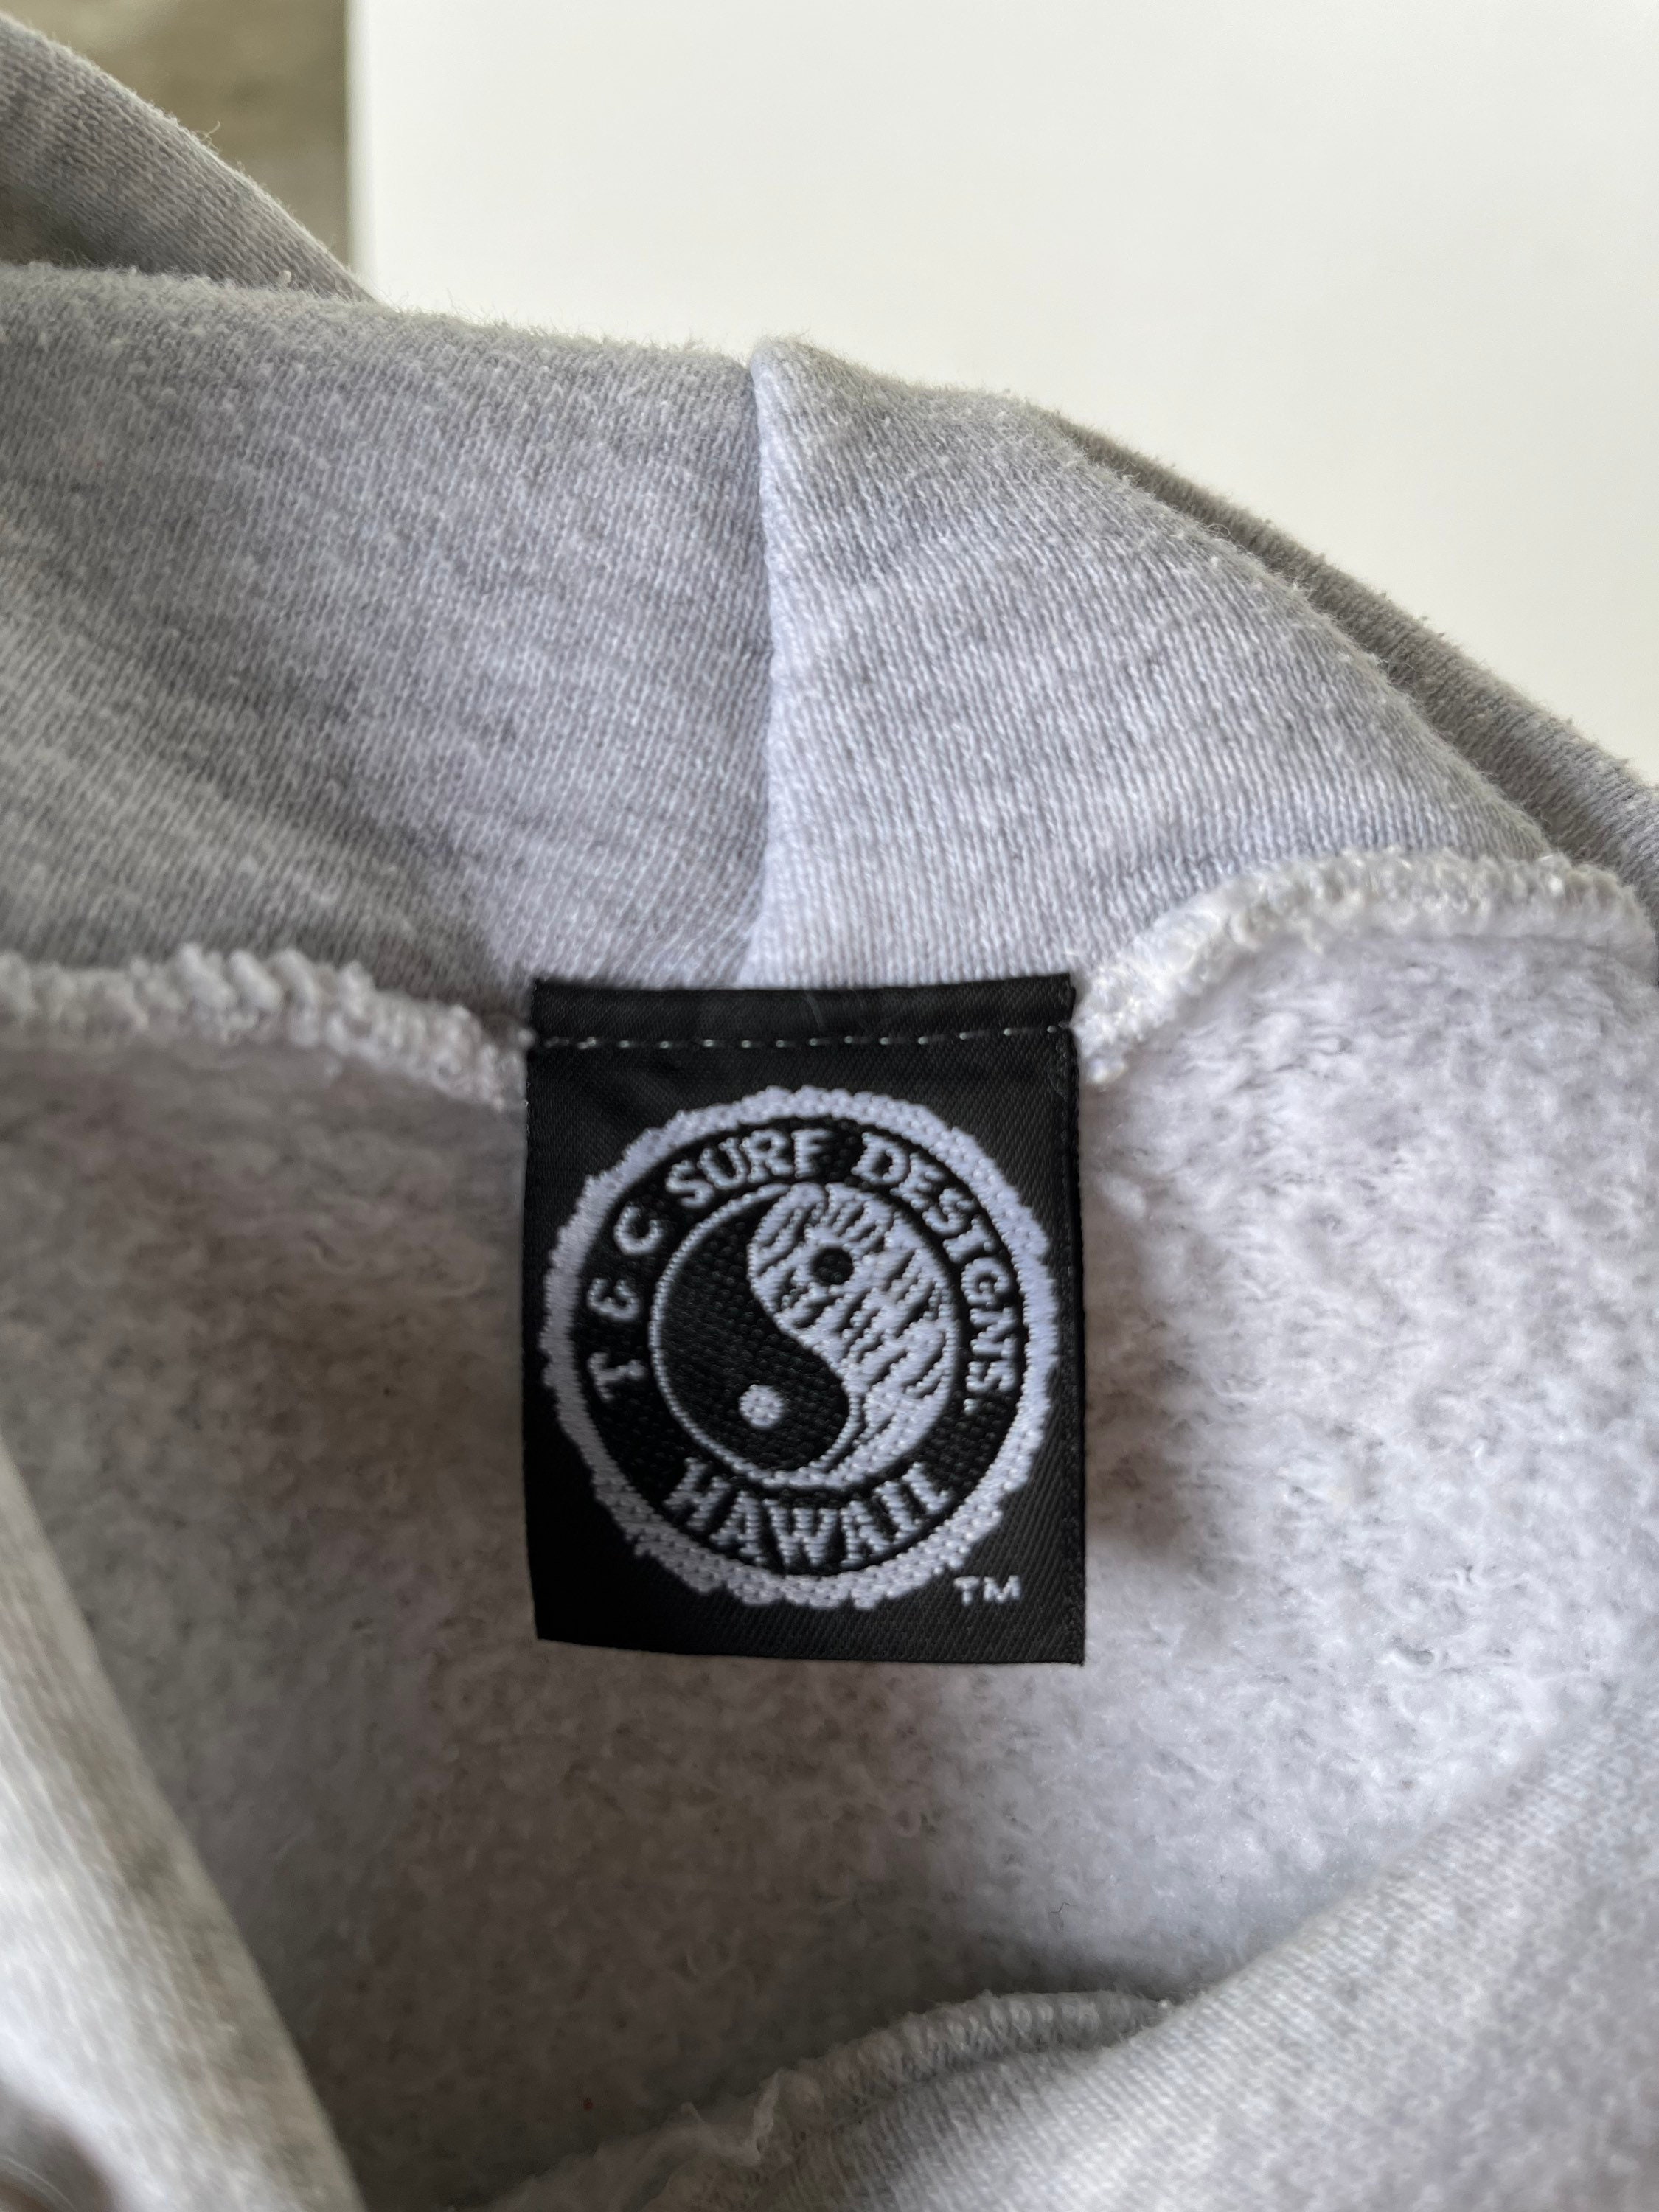 T & C SURF DESIGNS.
HAWAII.
TM